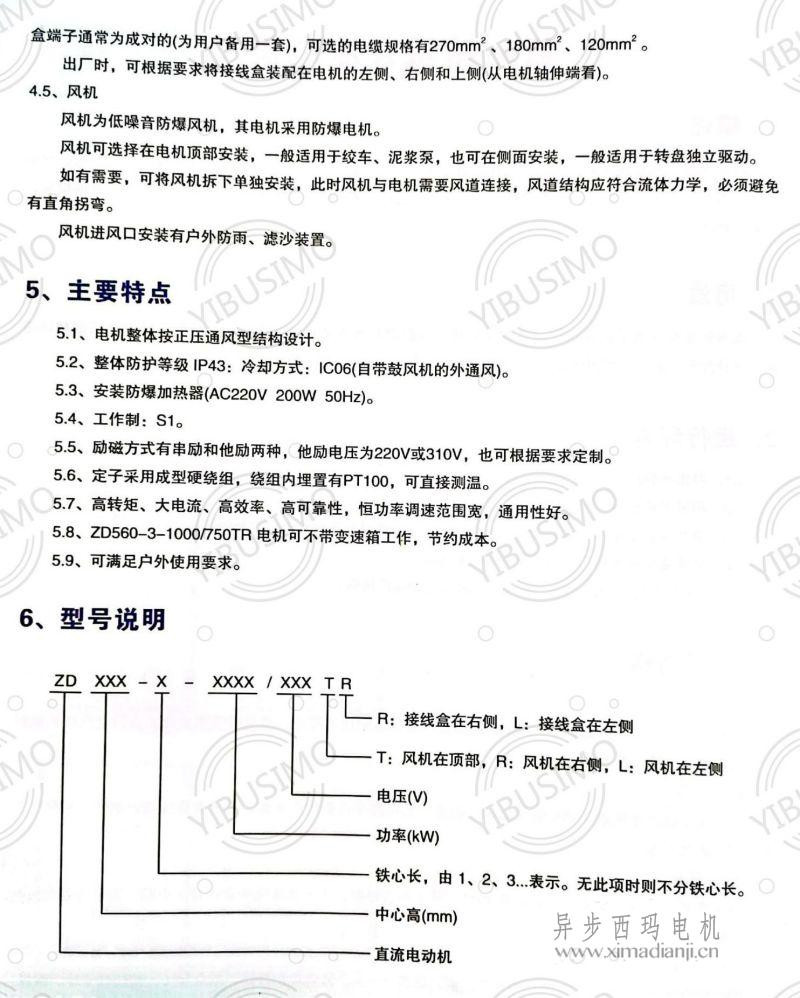 盒端子通常为成对的(为用户备用一套)，可选的电缆规格有270mm²、180mm²、120mm²。
出厂时，可根据要求将接线盒装配在电机的左侧、右侧和上侧(从电机轴伸端看)。
4.5、风机
风机为低噪音防爆风机，其电机采用防爆电机。
风机可选择在电机顶部安装，一般适用于绞车、泥浆泵，也可在侧面安装，一般适用于转盘独立驱动。
如有需要，可将风机拆下单独安装，此时风机与电机需要风道连接，风道结构应符合流体力学，必须避免
有直角拐弯。
风机进风口安装有户外防雨、滤沙装置。
5、主要特点
5.1、电机整体按正压通风型结构设计。
5.2、整体防护等级 IP43：冷却方式：IC06(自带鼓风机的外通风)。
5.3、安装防爆加热器(AC220V 200W 50Hz)。
5.4、工作制：S1。
5.5、励磁方式有串励和他励两种，他励电压为220V或310V，也可根据要求定制。
5.6、定子采用成型硬绕组，绕组内埋置有PT100，可直接测温。
5.7、高转矩、大电流、高效率、高可靠性，恒功率调速范围宽，通用性好。
5.8、ZD560-3-1000/750TR 电机可不带变速箱工作，节约成本。
5.9、可满足户外使用要求。
6、型号说明
ZD XXX - X - XXXX / XXX T R
R：接线盒在右侧，L：接线盒在左侧
T：风机在顶部，R：风机在右侧，L：风机在左侧
电压(V)
功率(kW)
铁心长，由 1、2、3...表示。无此项时则不分铁心长。
中心高(mm)
直流电动机
异步西玛电机
www.ximadianji.cn
YIBUSIMO